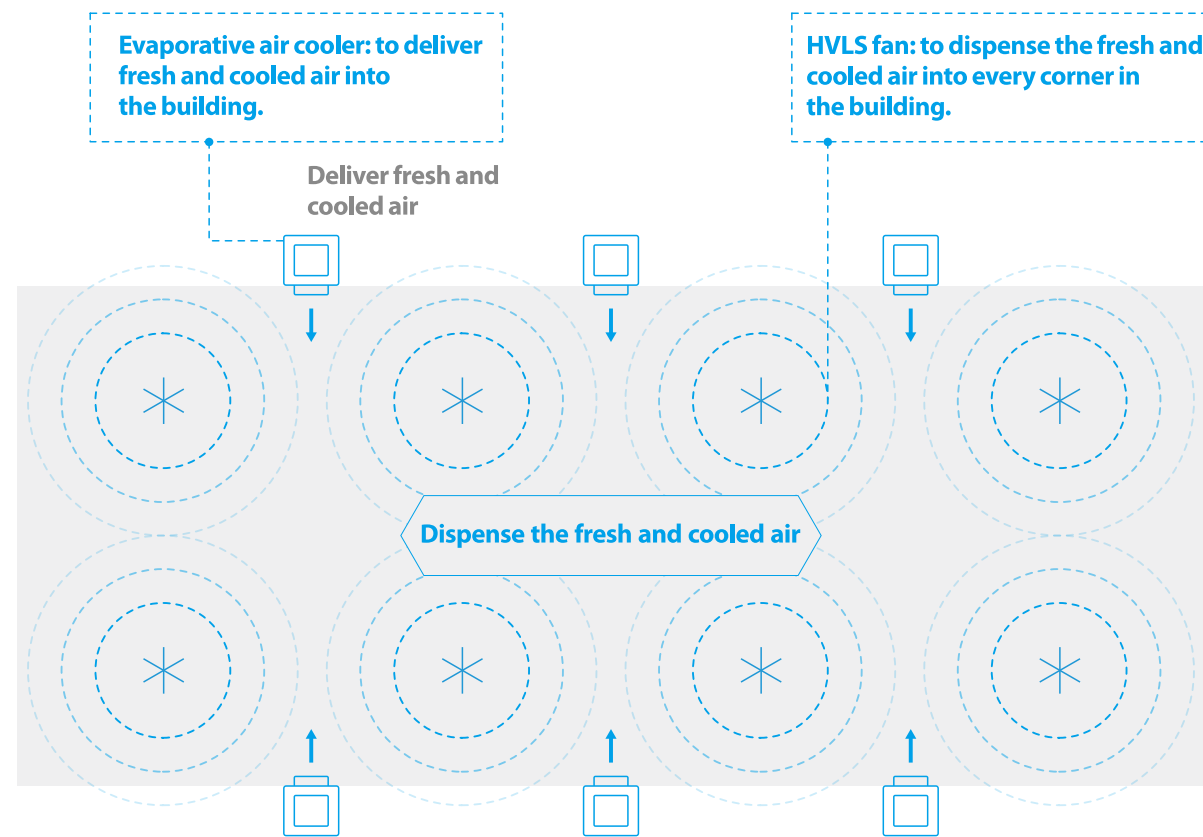 Evaporative air cooler: to deliver
fresh and cooled air into
the building.
HVLS fan: to dispense the fresh and
cooled air into every corner in
the building.
Deliver fresh and
cooled air
Dispense the fresh and cooled air